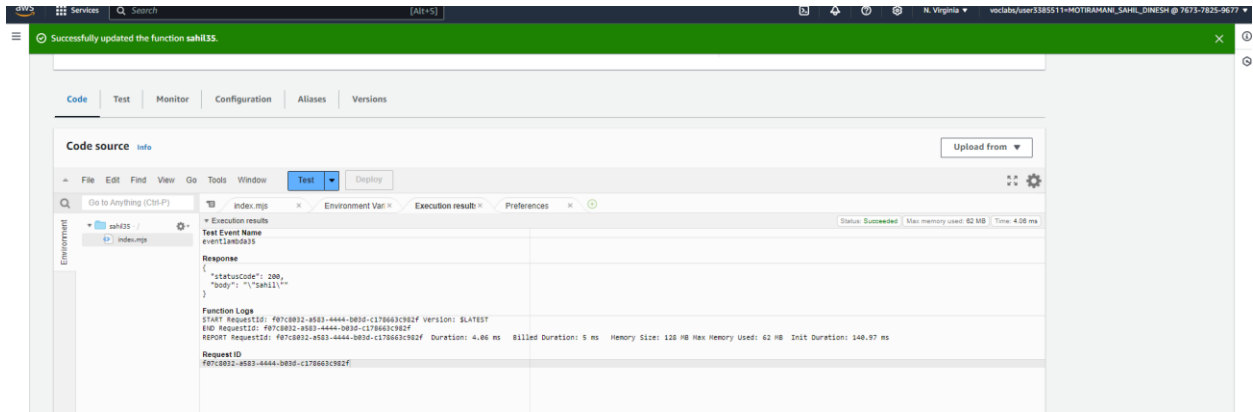 aws Services Search [Alt+S] N. Virginia voclabs/user3385511=MOTIRAMANI_SAHIL_DINESH @ 7673-7825-9677
Successfully updated the function sahil35.
Code Test Monitor Configuration Aliases Versions
Code source Info Upload from
File Edit Find View Go Tools Window Test Deploy
Go to Anything (Ctrl-P) index.mjs Environment Var Execution results Preferences
Environment
sahil35 - /
index.mjs
Execution results Status: Succeeded Max memory used: 62 MB Time: 4.06 ms
Test Event Name
eventlambda35
Response
{
"statusCode": 200,
"body": "\"Sahil\""
}
Function Logs
START RequestId: f07c8032-a583-4444-b03d-c178663c982f Version: $LATEST
END RequestId: f07c8032-a583-4444-b03d-c178663c982f
REPORT RequestId: f07c8032-a583-4444-b03d-c178663c982f Duration: 4.06 ms Billed Duration: 5 ms Memory Size: 128 MB Max Memory Used: 62 MB Init Duration: 140.97 ms
Request ID
f07c8032-a583-4444-b03d-c178663c982f